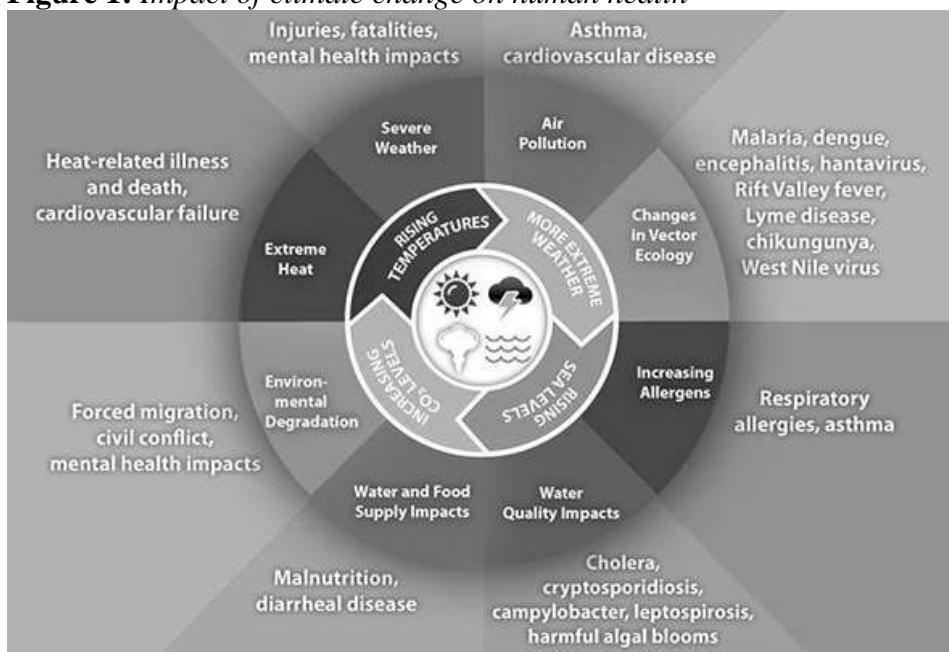 Figure 1. Impact of climate change on human health
Injuries, fatalities,
mental health impacts
Asthma,
cardiovascular disease
Severe
Weather
Air
Pollution
Heat-related illness
and death,
cardiovascular failure
Malaria, dengue,
encephalitis, hantavirus,
Rift Valley fever,
Lyme disease,
chikungunya,
West Nile virus
Extreme
Heat
RISING
TEMPERATURES
MORE EXTREME
WEATHER
Changes
in Vector
Ecology
Environ-
mental
Degradation
INCREASING
CO₂ LEVELS
RISING
SEA LEVELS
Increasing
Allergens
Forced migration,
civil conflict,
mental health impacts
Respiratory
allergies, asthma
Water and Food
Supply Impacts
Water
Quality Impacts
Malnutrition,
diarrheal disease
Cholera,
cryptosporidiosis,
campylobacter, leptospirosis,
harmful algal blooms